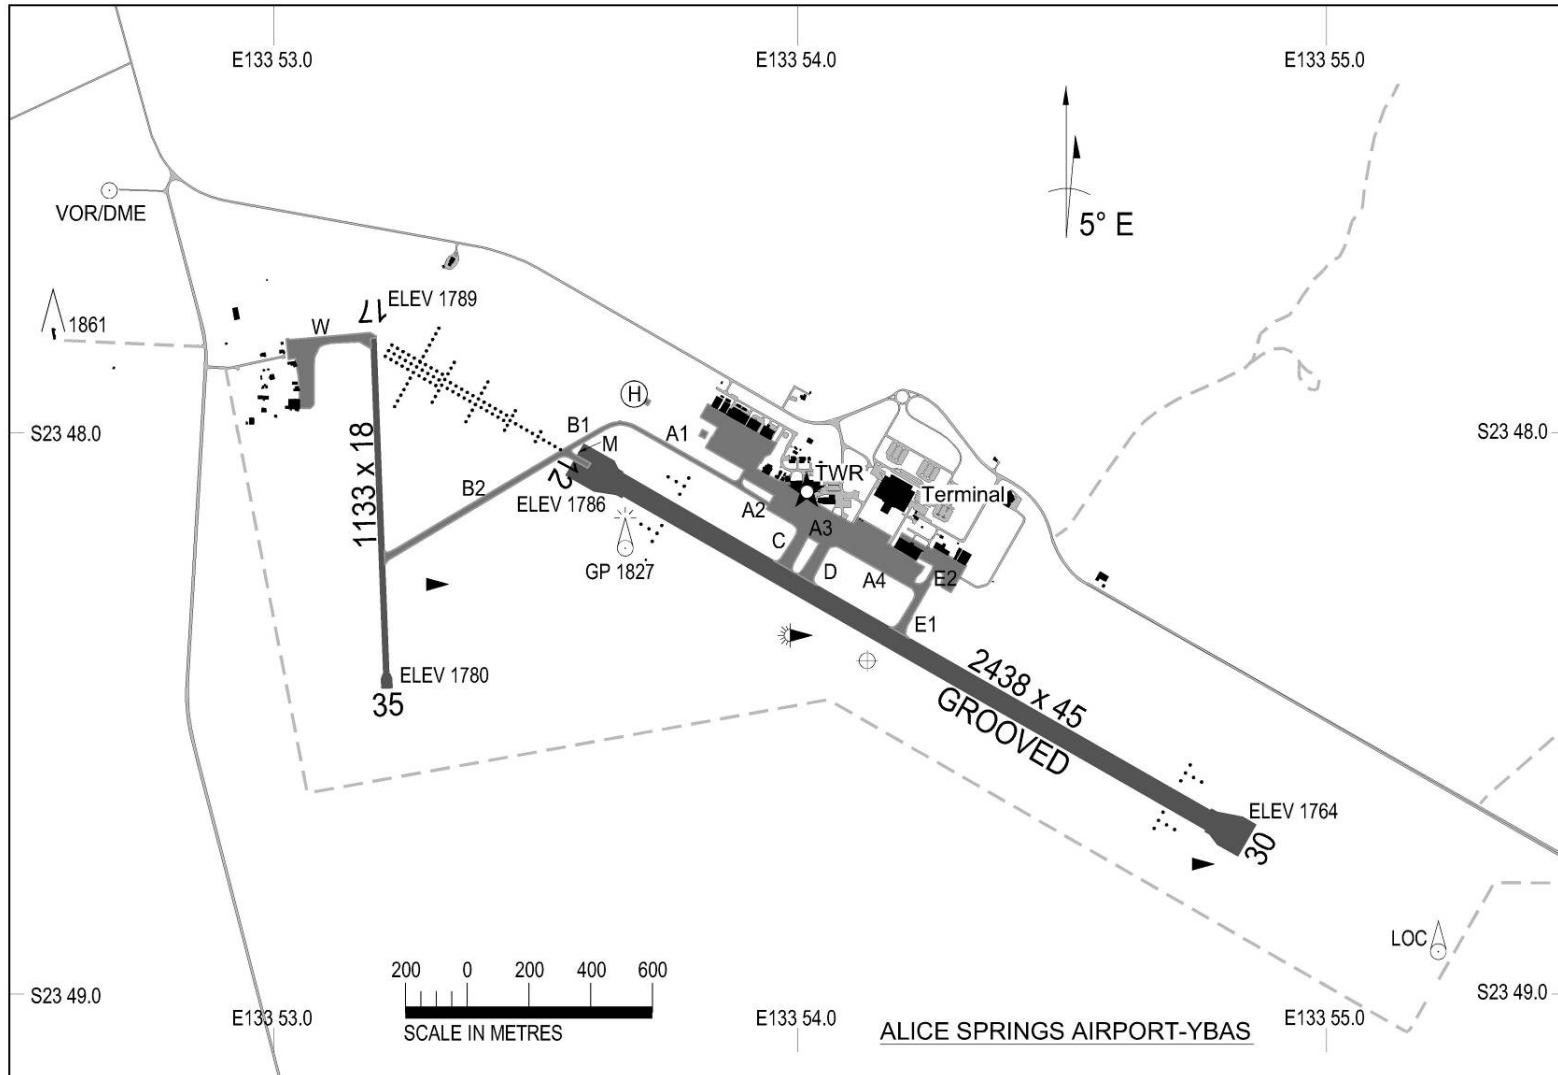 E133 53.0
E133 54.0
E133 55.0
5° E
VOR/DME
1861
W
17
ELEV 1789
H
S23 48.0
S23 48.0
B1
M
A1
TWR
Terminal
1133 x 18
B2
12
ELEV 1786
A2
A3
C
D
A4
E2
GP 1827
E1
ELEV 1780
35
2438 x 45
GROOVED
ELEV 1764
30
LOC
200 0 200 400 600
SCALE IN METRES
S23 49.0
S23 49.0
E133 53.0
E133 54.0
E133 55.0
ALICE SPRINGS AIRPORT-YBAS